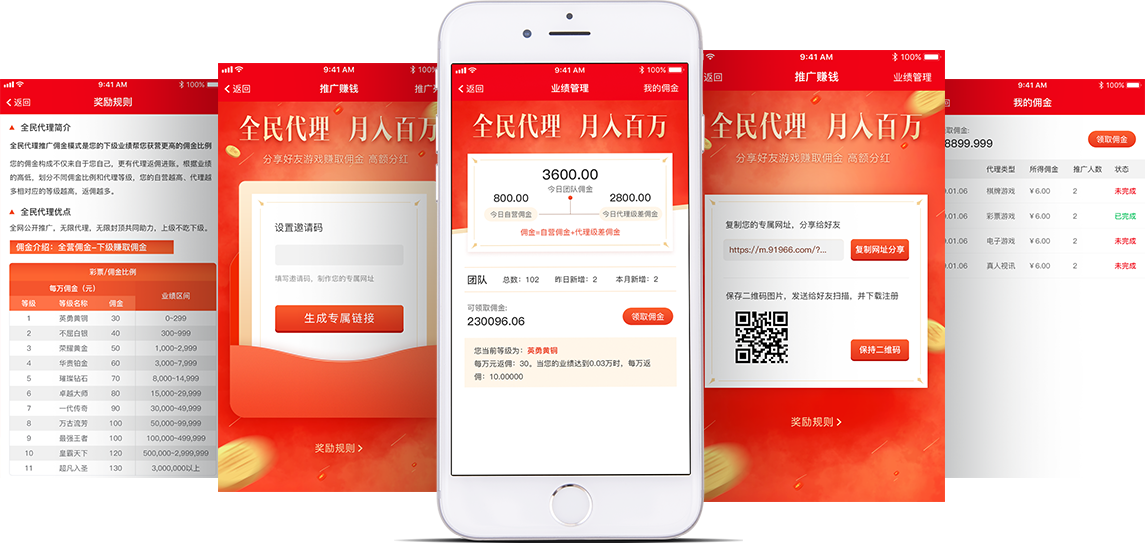 9:41 AM
100%
返回
奖励规则
全民代理简介
全民代理推广佣金模式是您的下级业绩帮您获营更高的佣金比例
您的佣金构成不仅来自于您自己，更有代理返佣进账。根据业绩
的高低，划分不同佣金比例和代理等级，您的自营越高、代理越
多相对应的等级越高，返佣越多。
全民代理优点
全网公开推广，无限代理，无限封顶共同助力，上级不吃下级。
佣金介绍：全营佣金-下级赚取佣金
彩票/佣金比例
每万佣金（元）
业绩区间
等级 等级名称 佣金
1 英勇黄铜 30 0-299
2 不屈白银 40 300-999
3 荣耀黄金 50 1,000-2,999
4 华贵铂金 60 3,000-7,999
5 璀璨钻石 70 8,000-14,999
6 卓越大师 80 15,000-29,999
7 一代传奇 90 30,000-49,999
8 万古流芳 100 50,000-99,999
9 最强王者 100 100,000-499,999
10 皇霸天下 120 500,000-2,999,999
11 超凡入圣 130 3,000,000以上
9:41 AM
100%
返回
推广赚钱
推广
全民代理 月入百万
分享好友游戏赚取佣金 高额分红
设置邀请码
填写邀请码，制作您的专属网址
生成专属链接
奖励规则
9:41 AM
100%
返回
业绩管理
我的佣金
全民代理 月入百万
3600.00
今日团队佣金
800.00
今日自营佣金
2800.00
今日代理级差佣金
佣金=自营佣金+代理级差佣金
团队 总数：102 昨日新增：2 本月新增：2
可领取佣金:
230096.06
领取佣金
您当前等级为：英勇黄铜
每万元返佣：30。当您的业绩达到0.03万时，每万返
佣：10.00000
9:41 AM
100%
返回
推广赚钱
业绩管理
全民代理 月入百万
分享好友游戏赚取佣金 高额分红
复制您的专属网址，分享给好友
https://m.91966.com/?...
复制网址分享
保存二维码图片，发送给好友扫描，并下载注册
保持二维码
奖励规则
9:41 AM
100%
回
我的佣金
取佣金:
8899.999
领取佣金
代理类型 所得佣金 推广人数 状态
.01.06 棋牌游戏 ¥6.00 2 未完成
.01.06 彩票游戏 ¥6.00 2 已完成
.01.06 电子游戏 ¥6.00 2 未完成
.01.06 真人视讯 ¥6.00 2 未完成